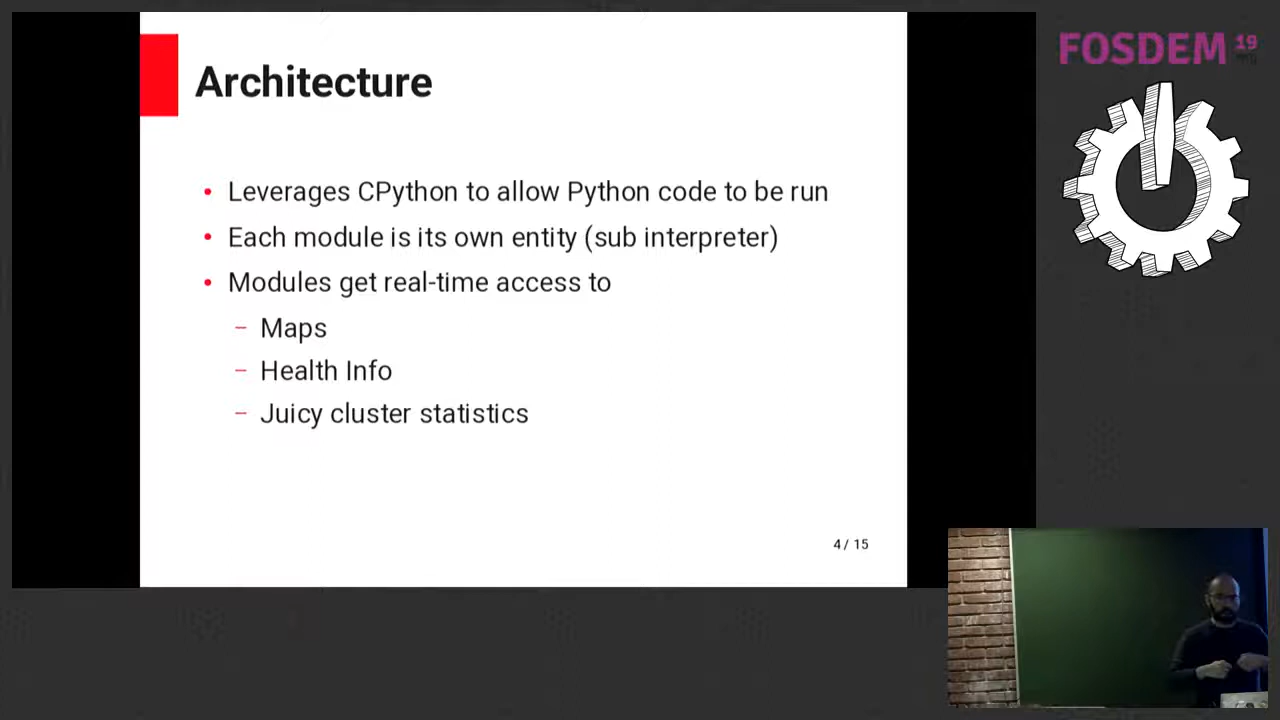 FOSDEM 19
Architecture
• Leverages CPython to allow Python code to be run
• Each module is its own entity (sub interpreter)
• Modules get real-time access to
– Maps
– Health Info
– Juicy cluster statistics
4 / 15